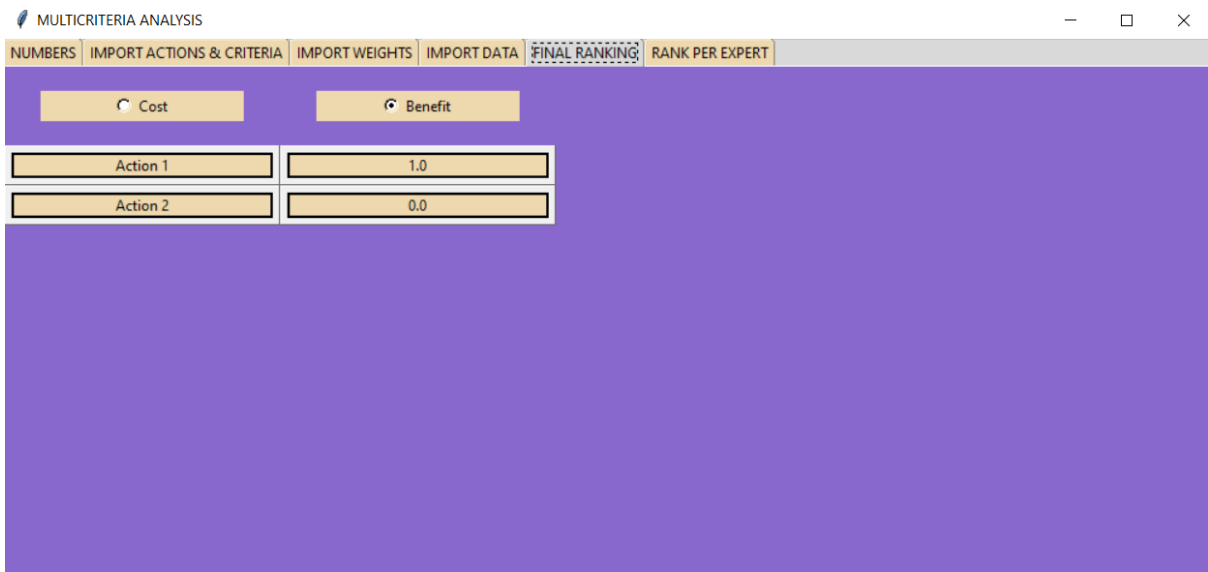 MULTICRITERIA ANALYSIS
NUMBERS IMPORT ACTIONS & CRITERIA IMPORT WEIGHTS IMPORT DATA FINAL RANKING RANK PER EXPERT
Cost Benefit
Action 1 1.0
Action 2 0.0